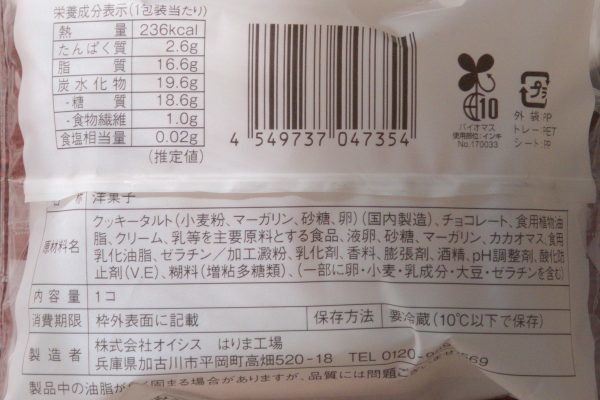 栄養成分表示(1包装当たり)
熱量 236kcal
たんぱく質 2.6g
脂質 16.6g
炭水化物 19.6g
-糖質 18.6g
-食物繊維 1.0g
食塩相当量 0.02g
(推定値)
4 549737 047354
10
バイオマス
使用部位:インキ
No.170033
プラ
外袋:PP
トレー:PET
シート:PP
名称 洋菓子
原材料名 クッキータルト(小麦粉、マーガリン、砂糖、卵)(国内製造)、チョコレート、食用植物油
脂、クリーム、乳等を主要原料とする食品、液卵、砂糖、マーガリン、カカオマス、食用
乳化油脂、ゼラチン/加工澱粉、乳化剤、香料、膨張剤、酒精、pH調整剤、酸化防
止剤(V.E)、糊料(増粘多糖類)、(一部に卵・小麦・乳成分・大豆・ゼラチンを含む)
内容量 1コ
消費期限 枠外表面に記載 保存方法 要冷蔵(10℃以下で保存)
製造者 株式会社オイシス はりま工場
兵庫県加古川市平岡町高畑520-18 TEL 0120-
製品中の油脂が 固まる場合がありますが、品質には問題